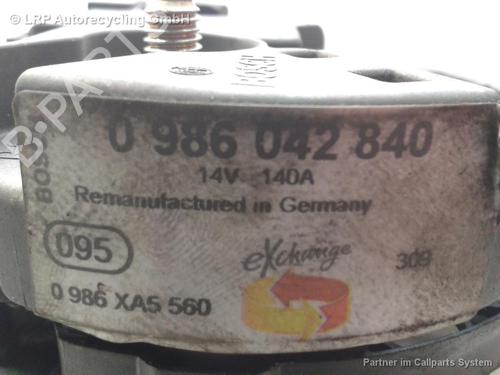 © LRP Autorecycling GmbH
BOSCH
0 986 042 840
14V 140A
Remanufactured in Germany
095
eXchange
309
0 986 XA5 560
Partner im Callparts System